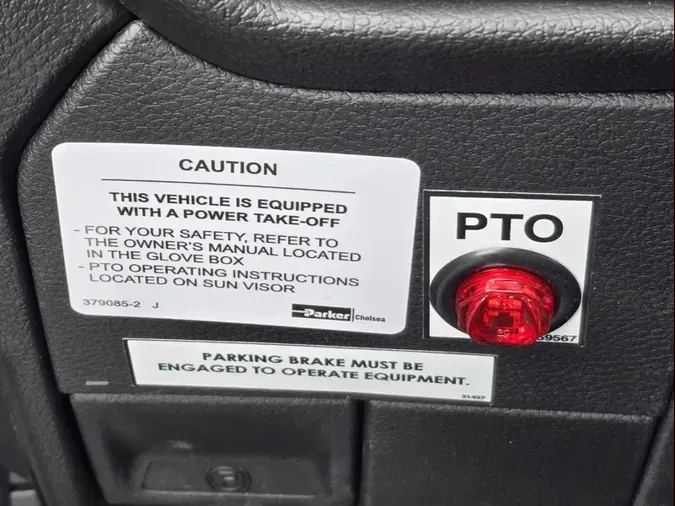 CAUTION
THIS VEHICLE IS EQUIPPED
WITH A POWER TAKE-OFF
- FOR YOUR SAFETY, REFER TO
THE OWNER'S MANUAL LOCATED
IN THE GLOVE BOX
- PTO OPERATING INSTRUCTIONS
LOCATED ON SUN VISOR
379085-2 J
Parker Chelsea
PTO
PARKING BRAKE MUST BE
ENGAGED TO OPERATE EQUIPMENT.
31427